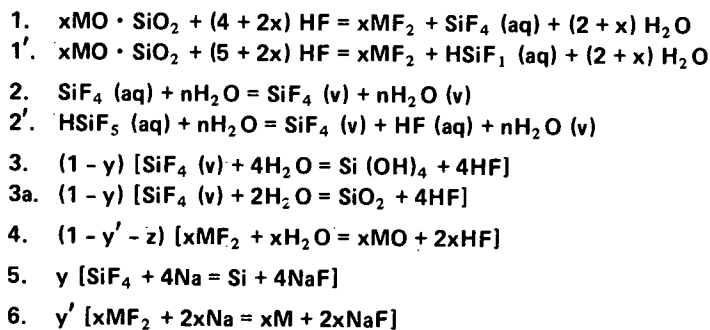 1. xMO · SiO₂ + (4 + 2x) HF = xMF₂ + SiF₄ (aq) + (2 + x) H₂O
1′. xMO · SiO₂ + (5 + 2x) HF = xMF₂ + HSiF₁ (aq) + (2 + x) H₂O
2. SiF₄ (aq) + nH₂O = SiF₄ (v) + nH₂O (v)
2′. HSiF₅ (aq) + nH₂O = SiF₄ (v) + HF (aq) + nH₂O (v)
3. (1 - y) [SiF₄ (v) + 4H₂O = Si (OH)₄ + 4HF]
3a. (1 - y) [SiF₄ (v) + 2H₂O = SiO₂ + 4HF]
4. (1 - y′ - z) [xMF₂ + xH₂O = xMO + 2xHF]
5. y [SiF₄ + 4Na = Si + 4NaF]
6. y′ [xMF₂ + 2xNa = xM + 2xNaF]